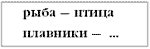 рыба – птица
плавники – ...